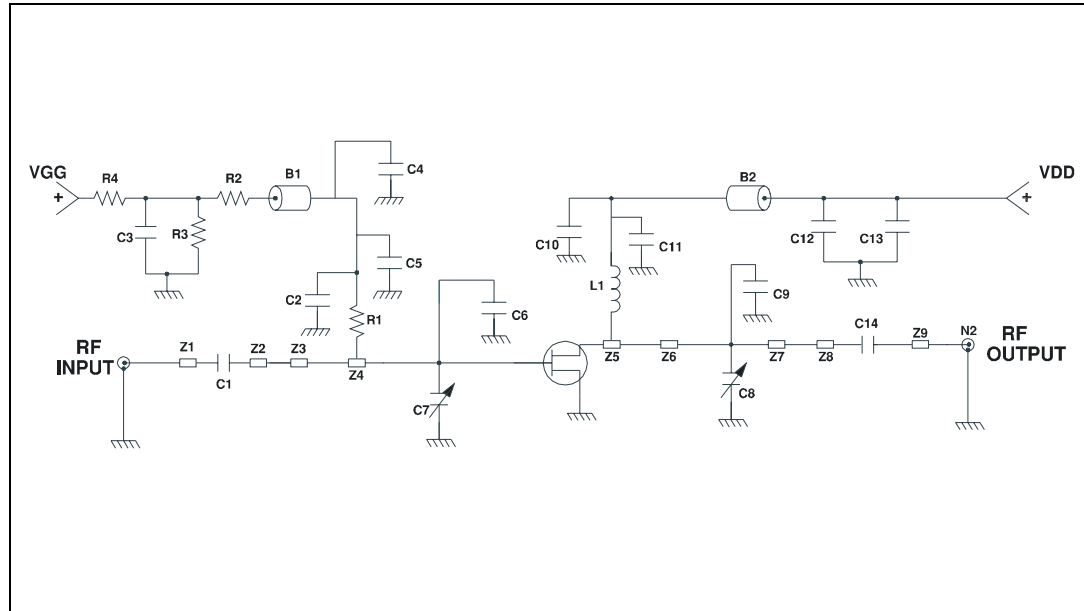 VGG
+
R4
C3
R3
R2
B1
C4
C5
C2
R1
C6
C7
RF
INPUT
Z1
C1
Z2
Z3
Z4
C10
C11
L1
B2
C12
C13
VDD
+
C9
C8
Z5
Z6
Z7
Z8
C14
Z9
N2
RF
OUTPUT